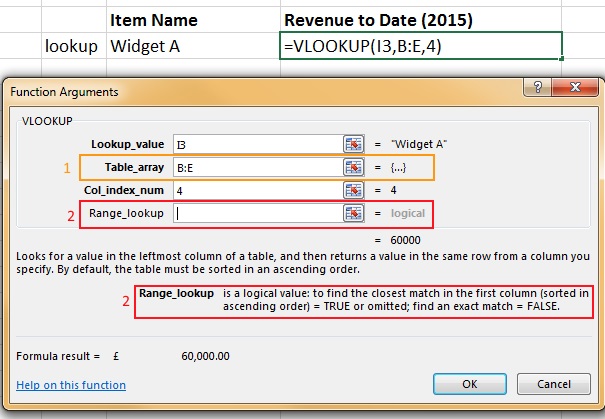 Item Name Revenue to Date (2015)
lookup Widget A =VLOOKUP(I3,B:E,4)
Function Arguments ?
VLOOKUP
Lookup_value I3 = "Widget A"
1 Table_array B:E = {...}
Col_index_num 4 = 4
2 Range_lookup = logical
= 60000
Looks for a value in the leftmost column of a table, and then returns a value in the same row from a column you
specify. By default, the table must be sorted in an ascending order.
2 Range_lookup is a logical value: to find the closest match in the first column (sorted in
ascending order) = TRUE or omitted; find an exact match = FALSE.
Formula result = £ 60,000.00
Help on this function OK Cancel